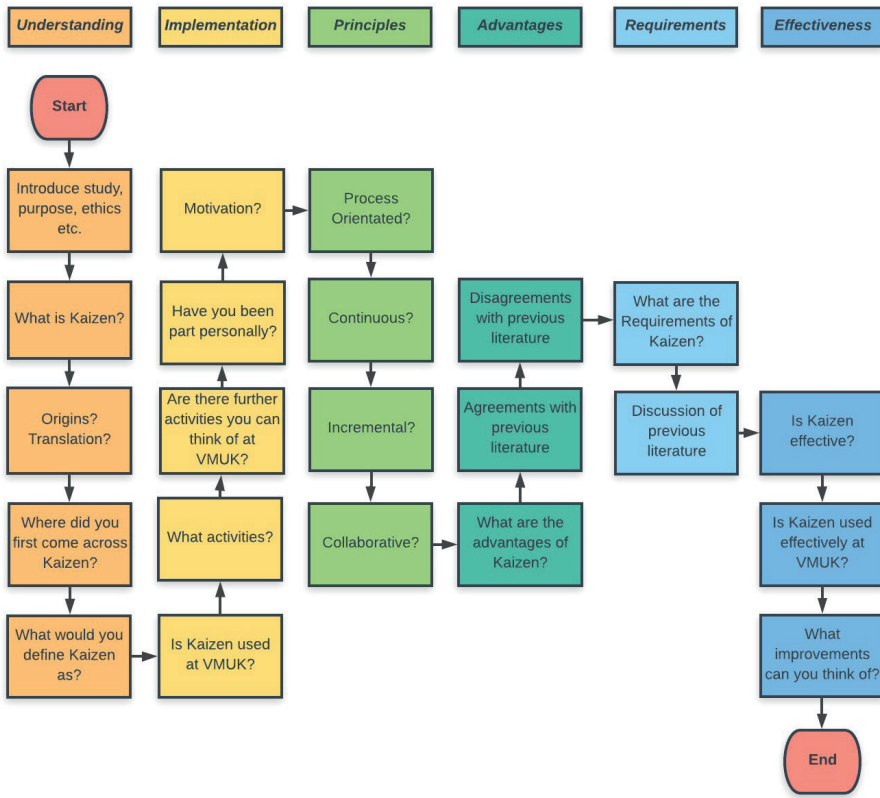 Understanding
Implementation
Principles
Advantages
Requirements
Effectiveness
Start
Introduce study,
purpose, ethics
etc.
What is Kaizen?
Origins?
Translation?
Where did you
first come across
Kaizen?
What would you
define Kaizen
as?
Is Kaizen used
at VMUK?
What activities?
Are there further
activities you can
think of at
VMUK?
Have you been
part personally?
Motivation?
Process
Orientated?
Continuous?
Incremental?
Collaborative?
What are the
advantages of
Kaizen?
Agreements with
previous
literature
Disagreements
with previous
literature
What are the
Requirements of
Kaizen?
Discussion of
previous
literature
Is Kaizen
effective?
Is Kaizen used
effectively at
VMUK?
What
improvements
can you think of?
End